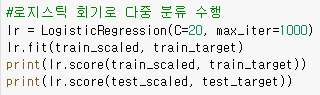 #로지스틱 회기로 다중 분류 수행
lr = LogisticRegression(C=20, max_iter=1000)
lr.fit(train_scaled, train_target)
print(lr.score(train_scaled, train_target))
print(lr.score(test_scaled, test_target))